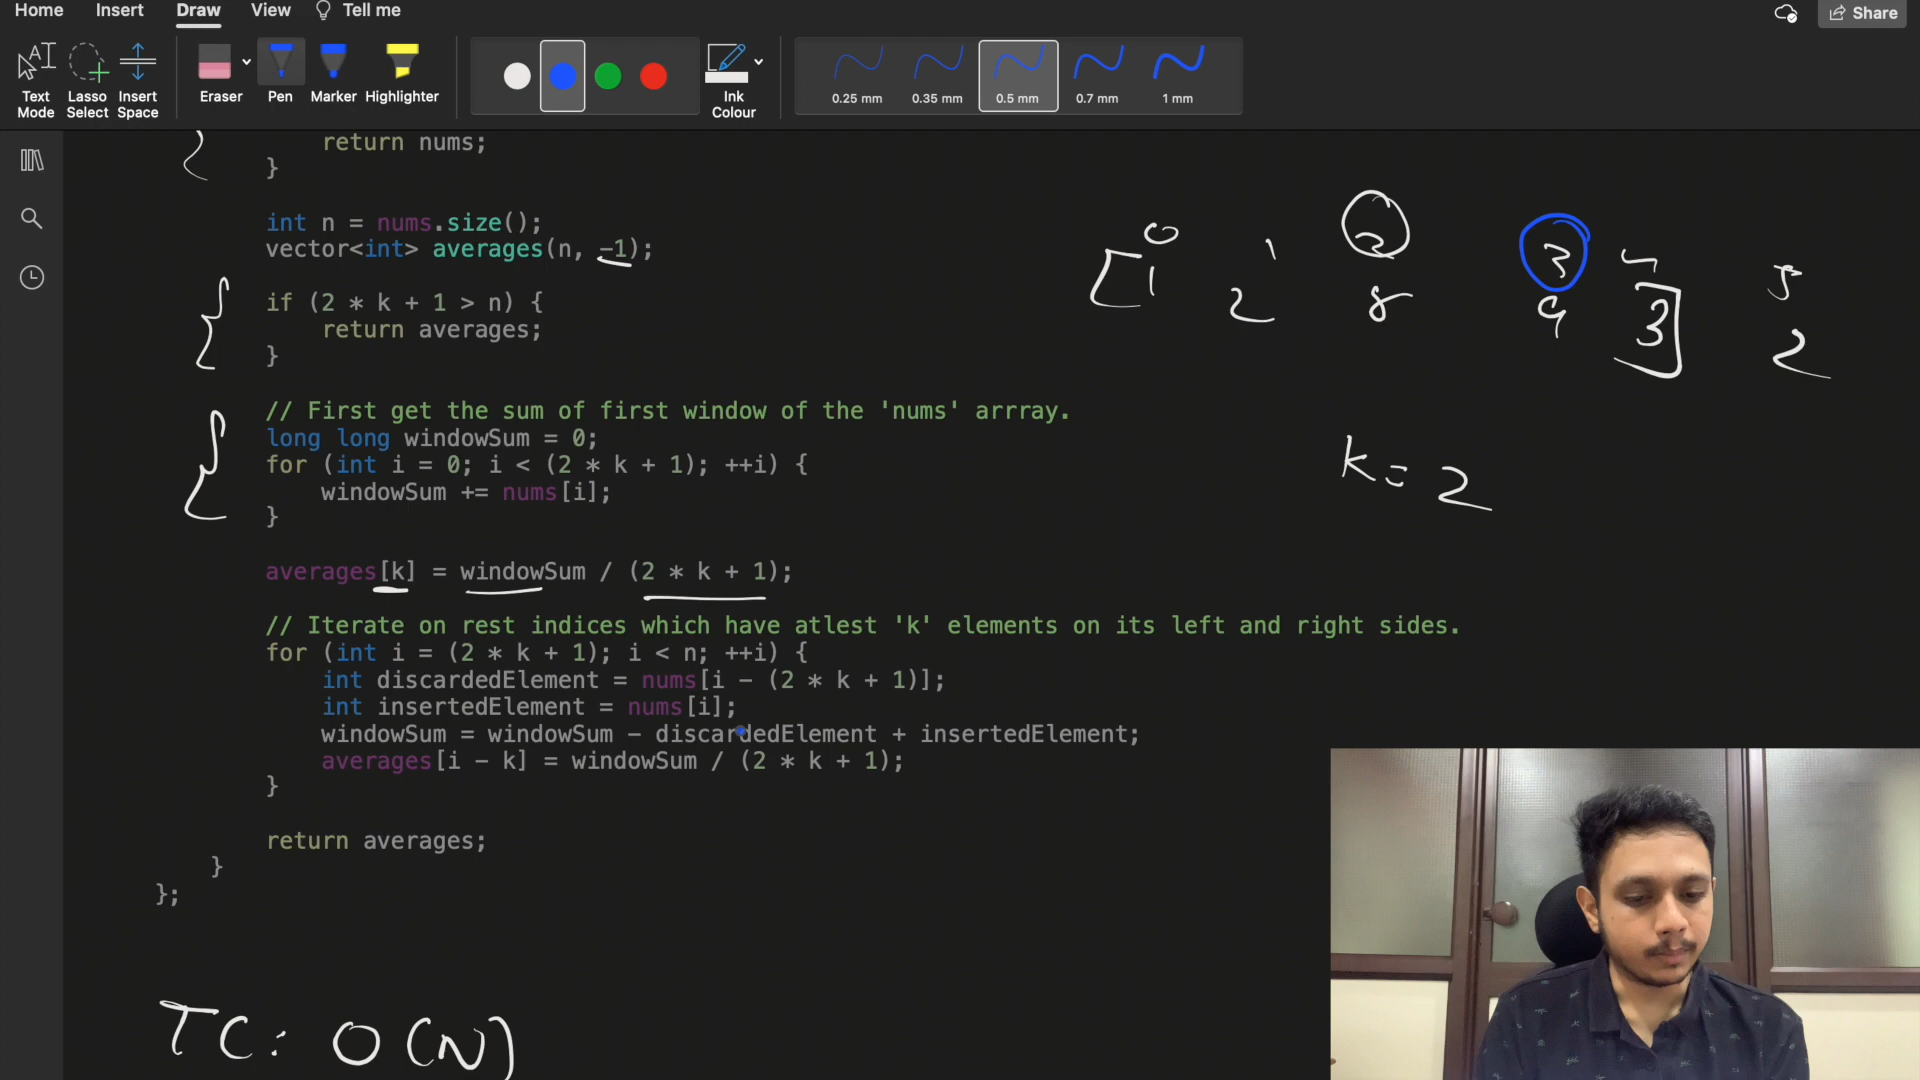 Home Insert Draw View Tell me Share
Text Mode Lasso Select Insert Space Eraser Pen Marker Highlighter Ink Colour 0.25 mm 0.35 mm 0.5 mm 0.7 mm 1 mm
return nums;
}
int n = nums.size();
vector<int> averages(n, -1);
if (2 * k + 1 > n) {
return averages;
}
// First get the sum of first window of the 'nums' arrray.
long long windowSum = 0;
for (int i = 0; i < (2 * k + 1); ++i) {
windowSum += nums[i];
}
averages[k] = windowSum / (2 * k + 1);
// Iterate on rest indices which have atlest 'k' elements on its left and right sides.
for (int i = (2 * k + 1); i < n; ++i) {
int discardedElement = nums[i - (2 * k + 1)];
int insertedElement = nums[i];
windowSum = windowSum - discardedElement + insertedElement;
averages[i - k] = windowSum / (2 * k + 1);
}
return averages;
}
};
0 1 2 3 4 5
[1 2 8 9 3] 2
k = 2
TC: O(N)